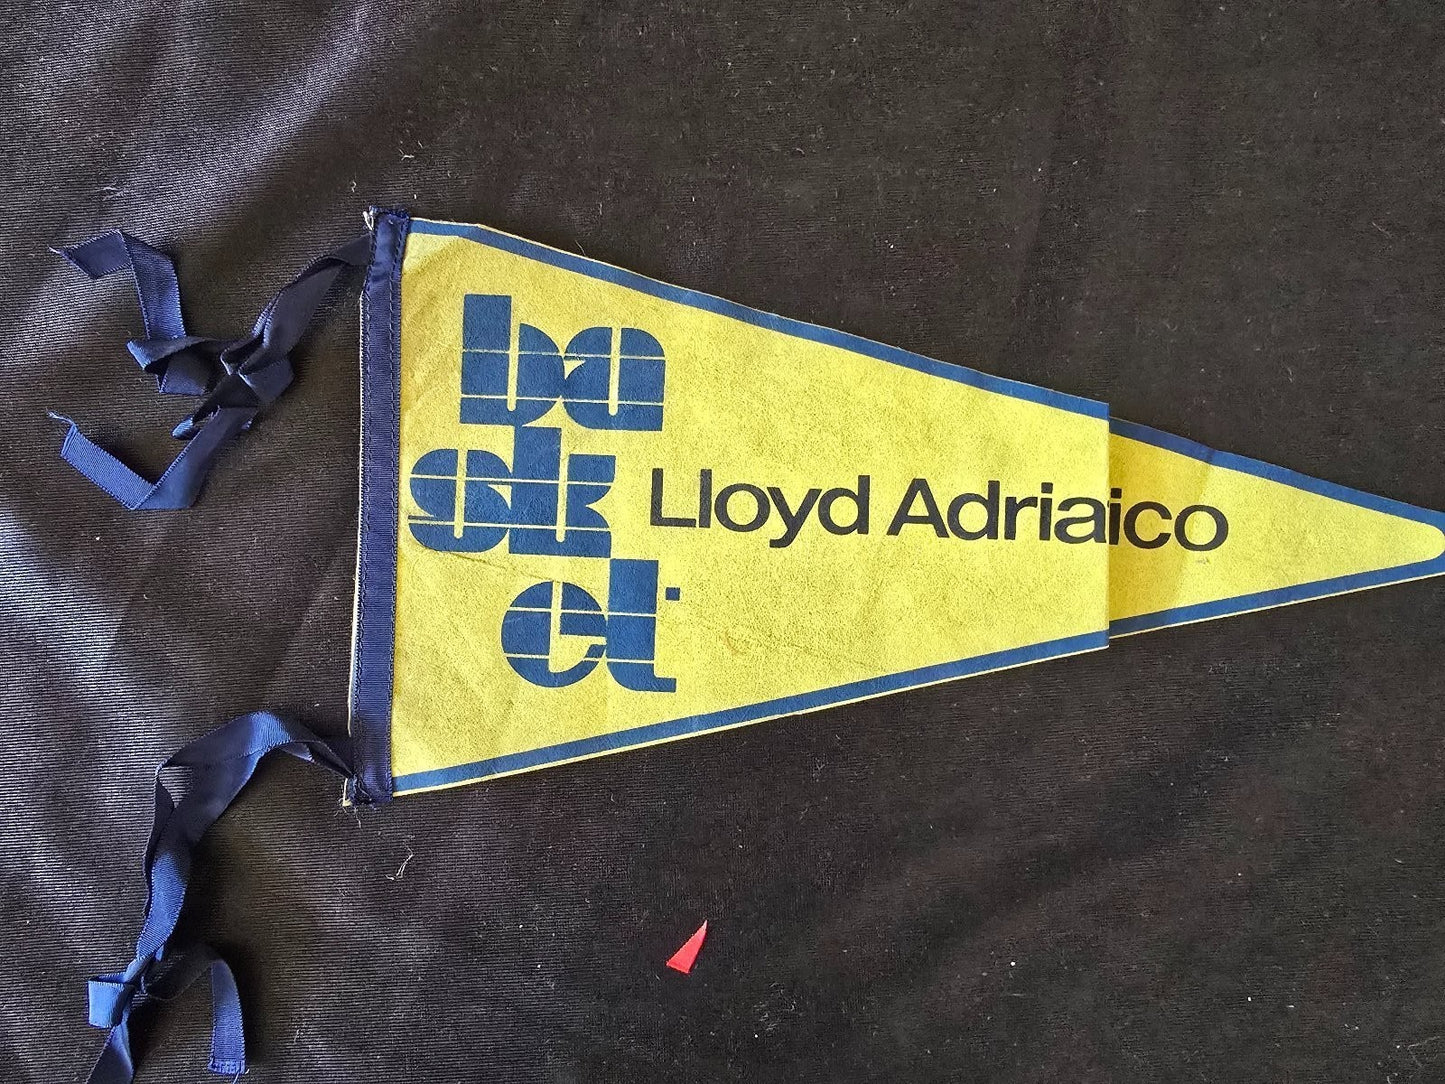 ba
sk
et
Lloyd Adriaico